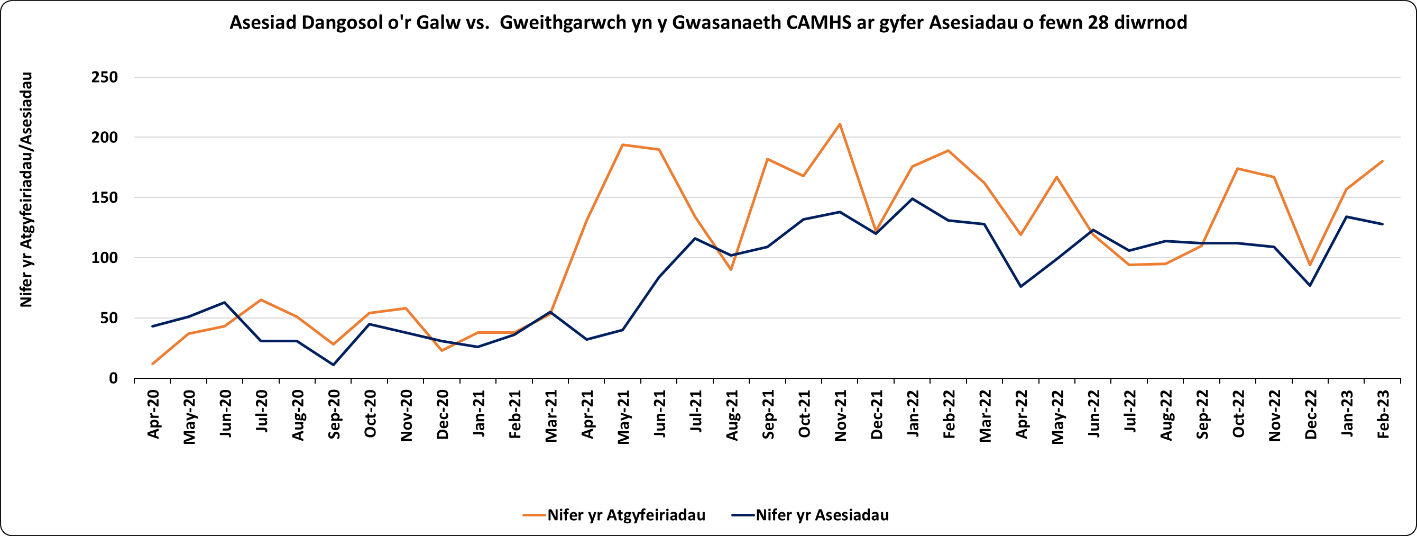 Asesiad Dangosol o'r Galw vs. Gweithgarwch yn y Gwasanaeth CAMHS ar gyfer Asesiadau o fewn 28 diwrnod
Nifer yr Atgyfeiriadau/Asesiadau
250
200
150
100
50
0
Apr-20
May-20
Jun-20
Jul-20
Aug-20
Sep-20
Oct-20
Nov-20
Dec-20
Jan-21
Feb-21
Mar-21
Apr-21
May-21
Jun-21
Jul-21
Aug-21
Sep-21
Oct-21
Nov-21
Dec-21
Jan-22
Feb-22
Mar-22
Apr-22
May-22
Jun-22
Jul-22
Aug-22
Sep-22
Oct-22
Nov-22
Dec-22
Jan-23
Feb-23
Nifer yr Atgyfeiriadau
Nifer yr Asesiadau